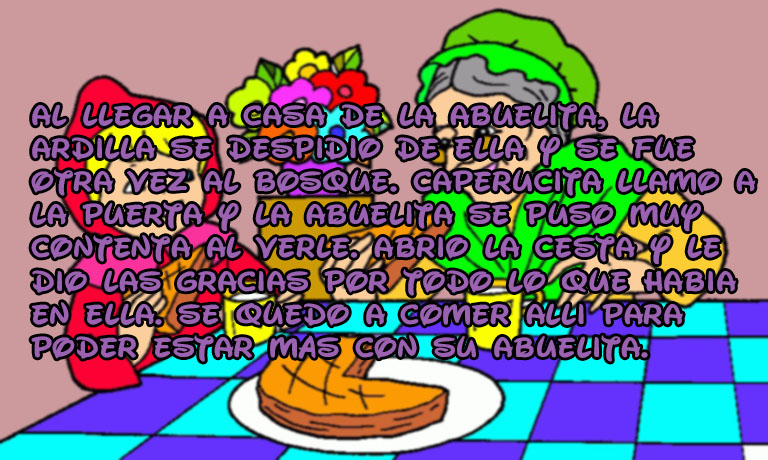 AL LLEGAR A CASA DE LA ABUELITA, LA
ARDILLA SE DESPIDIO DE ELLA Y SE FUE
OTRA VEZ AL BOSQUE. CAPERUCITA LLAMO A
LA PUERTA Y LA ABUELITA SE PUSO MUY
CONTENTA AL VERLE. ABRIO LA CESTA Y LE
DIO LAS GRACIAS POR TODO LO QUE HABIA
EN ELLA. SE QUEDO A COMER ALLI PARA
PODER ESTAR MAS CON SU ABUELITA.